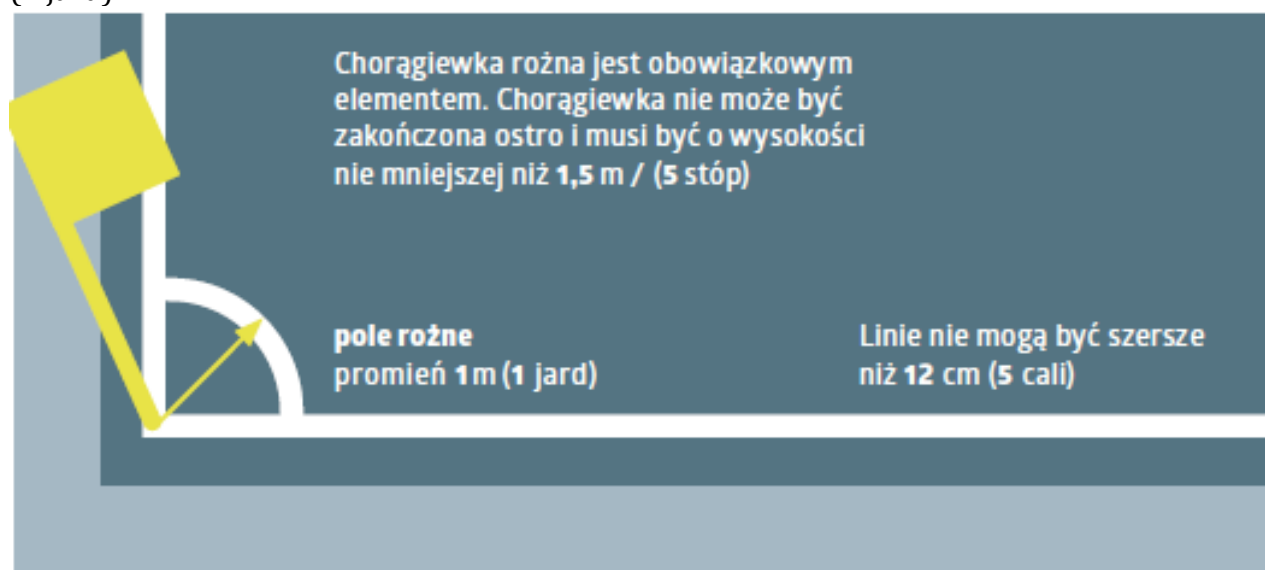 Chorągiewka rożna jest obowiązkowym
elementem. Chorągiewka nie może być
zakończona ostro i musi być o wysokości
nie mniejszej niż 1,5 m / (5 stóp)
pole rożne
promień 1 m (1 jard)
Linie nie mogą być szersze
niż 12 cm (5 cali)